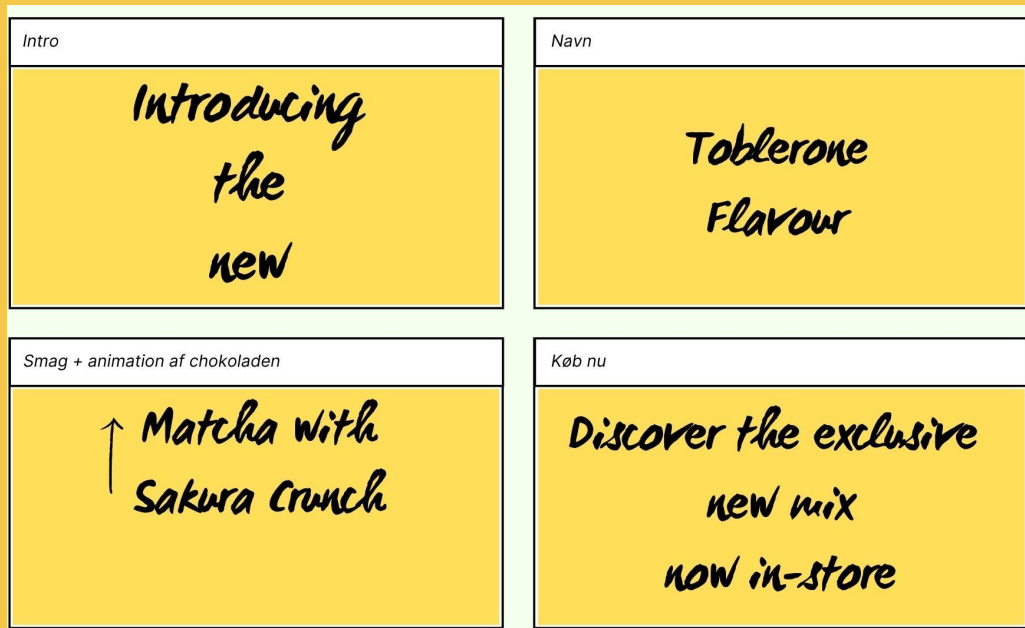 Intro
Introducing
the
new
Navn
Toblerone
Flavour
Smag + animation af chokoladen
↑ Matcha with
Sakura Crunch
Køb nu
Discover the exclusive
new mix
now in-store